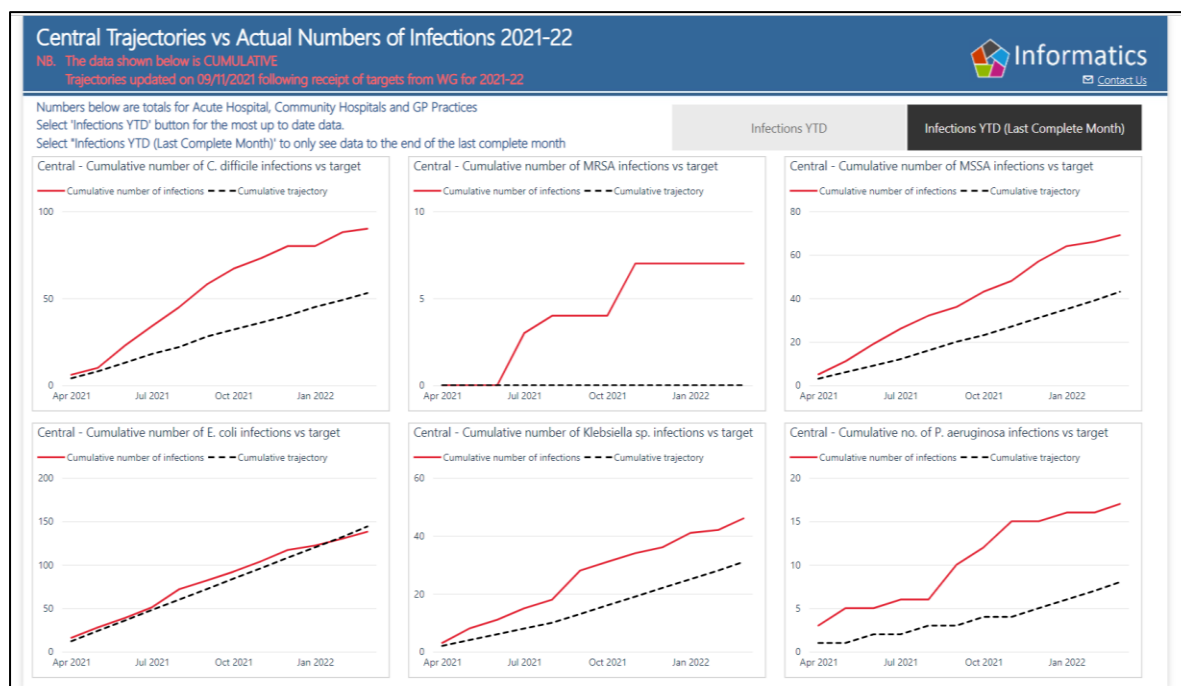 Central Trajectories vs Actual Numbers of Infections 2021-22
NB. The data shown below is CUMULATIVE
Trajectories updated on 09/11/2021 following receipt of targets from WG for 2021-22
Informatics
Contact Us
Numbers below are totals for Acute Hospital, Community Hospitals and GP Practices
Select 'Infections YTD' button for the most up to date data.
Select "Infections YTD (Last Complete Month)' to only see data to the end of the last complete month
Infections YTD
Infections YTD (Last Complete Month)
Central - Cumulative number of C. difficile infections vs target
Cumulative number of infections
Cumulative trajectory
100
50
0
Apr 2021
Jul 2021
Oct 2021
Jan 2022
Central - Cumulative number of MRSA infections vs target
Cumulative number of infections
Cumulative trajectory
10
5
0
Apr 2021
Jul 2021
Oct 2021
Jan 2022
Central - Cumulative number of MSSA infections vs target
Cumulative number of infections
Cumulative trajectory
80
60
40
20
0
Apr 2021
Jul 2021
Oct 2021
Jan 2022
Central - Cumulative number of E. coli infections vs target
Cumulative number of infections
Cumulative trajectory
200
150
100
50
0
Apr 2021
Jul 2021
Oct 2021
Jan 2022
Central - Cumulative number of Klebsiella sp. infections vs target
Cumulative number of infections
Cumulative trajectory
60
40
20
0
Apr 2021
Jul 2021
Oct 2021
Jan 2022
Central - Cumulative no. of P. aeruginosa infections vs target
Cumulative number of infections
Cumulative trajectory
20
15
10
5
0
Apr 2021
Jul 2021
Oct 2021
Jan 2022